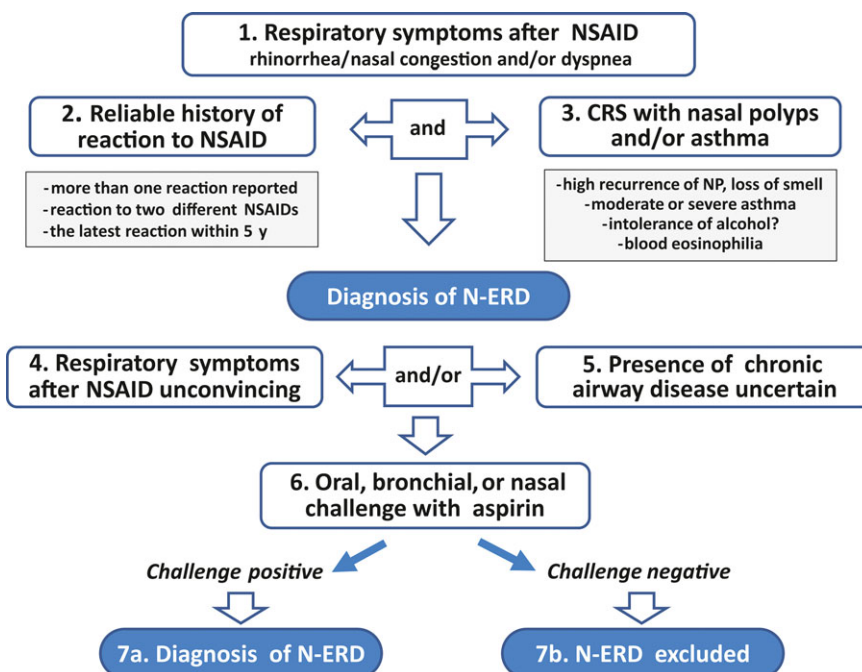 1. Respiratory symptoms after NSAID
rhinorrhea/nasal congestion and/or dyspnea
2. Reliable history of
reaction to NSAID
and
3. CRS with nasal polyps
and/or asthma
-more than one reaction reported
-reaction to two different NSAIDs
-the latest reaction within 5 y
-high recurrence of NP, loss of smell
-moderate or severe asthma
-intolerance of alcohol?
-blood eosinophilia
Diagnosis of N-ERD
4. Respiratory symptoms
after NSAID unconvincing
and/or
5. Presence of chronic
airway disease uncertain
6. Oral, bronchial, or nasal
challenge with aspirin
Challenge positive
Challenge negative
7a. Diagnosis of N-ERD
7b. N-ERD excluded